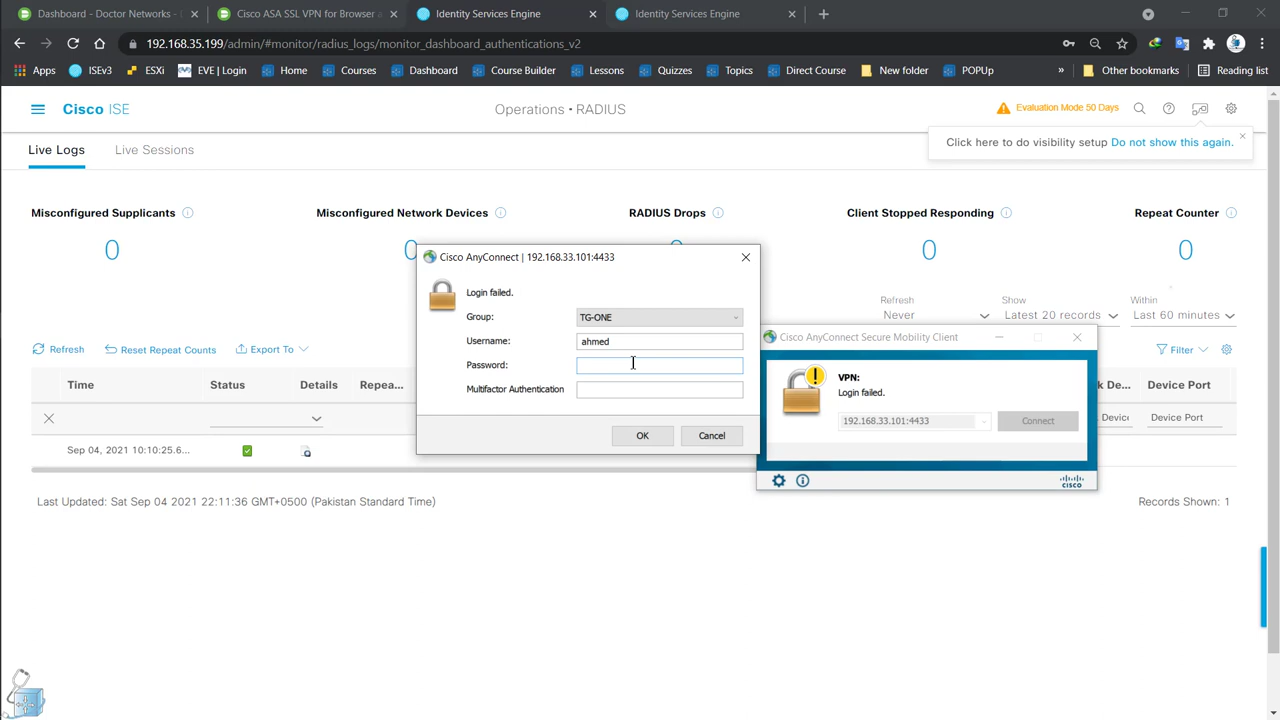 Dashboard - Doctor Networks - D
Cisco ASA SSL VPN for Browser a
Identity Services Engine
Identity Services Engine
192.168.35.199/admin/#monitor/radius_logs/monitor_dashboard_authentications_v2
Apps
ISEv3
ESXi
EVE | Login
Home
Courses
Dashboard
Cource Builder
Lessons
Quizzes
Topics
Direct Course
New folder
POPUp
»
Other bookmarks
Reading list
Cisco ISE
Operations • RADIUS
Evaluation Mode 50 Days
Click here to do visibility setup Do not show this again.
Live Logs
Live Sessions
Misconfigured Supplicants
Misconfigured Network Devices
RADIUS Drops
Client Stopped Responding
Repeat Counter
0
0
0
0
Cisco AnyConnect | 192.168.33.101:4433
Login failed.
Group:
TG-ONE
Username:
ahmed
Password:
Multifactor Authentication
OK
Cancel
Refresh
Never
Show
Latest 20 records
Within
Last 60 minutes
Cisco AnyConnect Secure Mobility Client
VPN:
Login failed.
192.168.33.101:4433
Connect
cisco
Refresh
Reset Repeat Counts
Export To
Filter
Time
Status
Details
Repea...
k De...
Device Port
Device Port
Sep 04, 2021 10:10:25.6...
Last Updated: Sat Sep 04 2021 22:11:36 GMT+0500 (Pakistan Standard Time)
Records Shown: 1